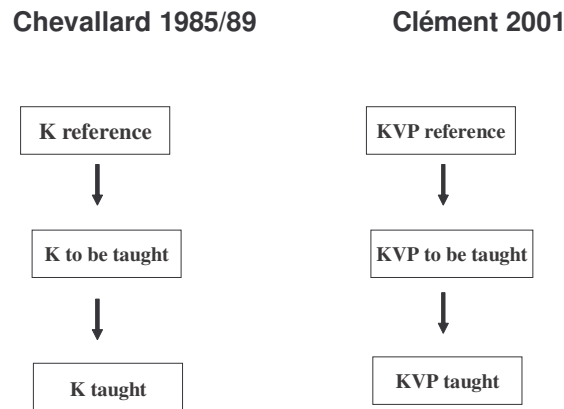 Chevallard 1985/89 Clément 2001
K reference KVP reference
K to be taught KVP to be taught
K taught KVP taught